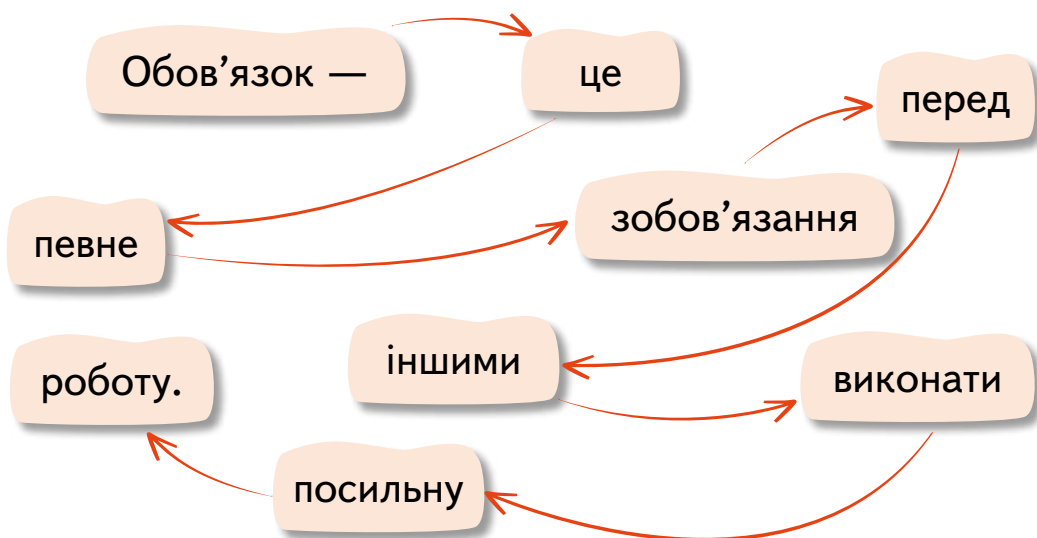 Обов’язок —
це
певне
зобов’язання
перед
іншими
виконати
посильну
роботу.